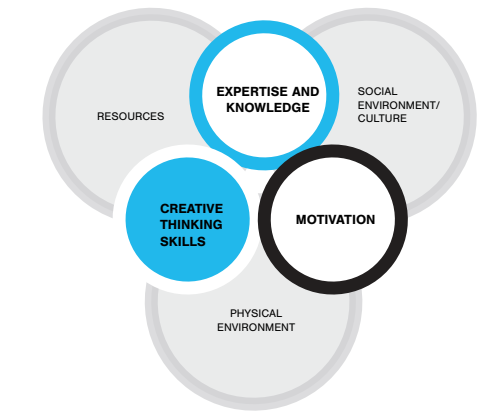 EXPERTISE AND
KNOWLEDGE
RESOURCES
SOCIAL
ENVIRONMENT/
CULTURE
CREATIVE
THINKING
SKILLS
MOTIVATION
PHYSICAL
ENVIRONMENT